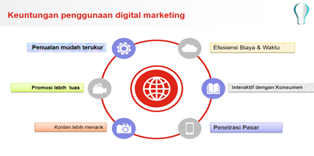 Keuntungan penggunaan digital marketing
Penualan mudah terukur
Efesiensi Biaya & Waktu
Promosi lebih luas
Interaktif dengan Konsumen
Konten lebih menarik
Penetrasi Pasar